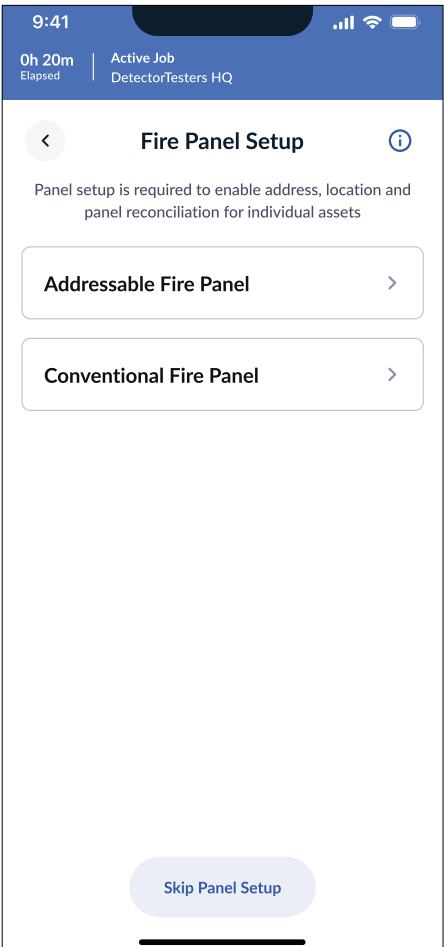 9:41
0h 20m
Elapsed
Active Job
DetectorTesters HQ
Fire Panel Setup
Panel setup is required to enable address, location and
panel reconciliation for individual assets
Addressable Fire Panel
Conventional Fire Panel
Skip Panel Setup